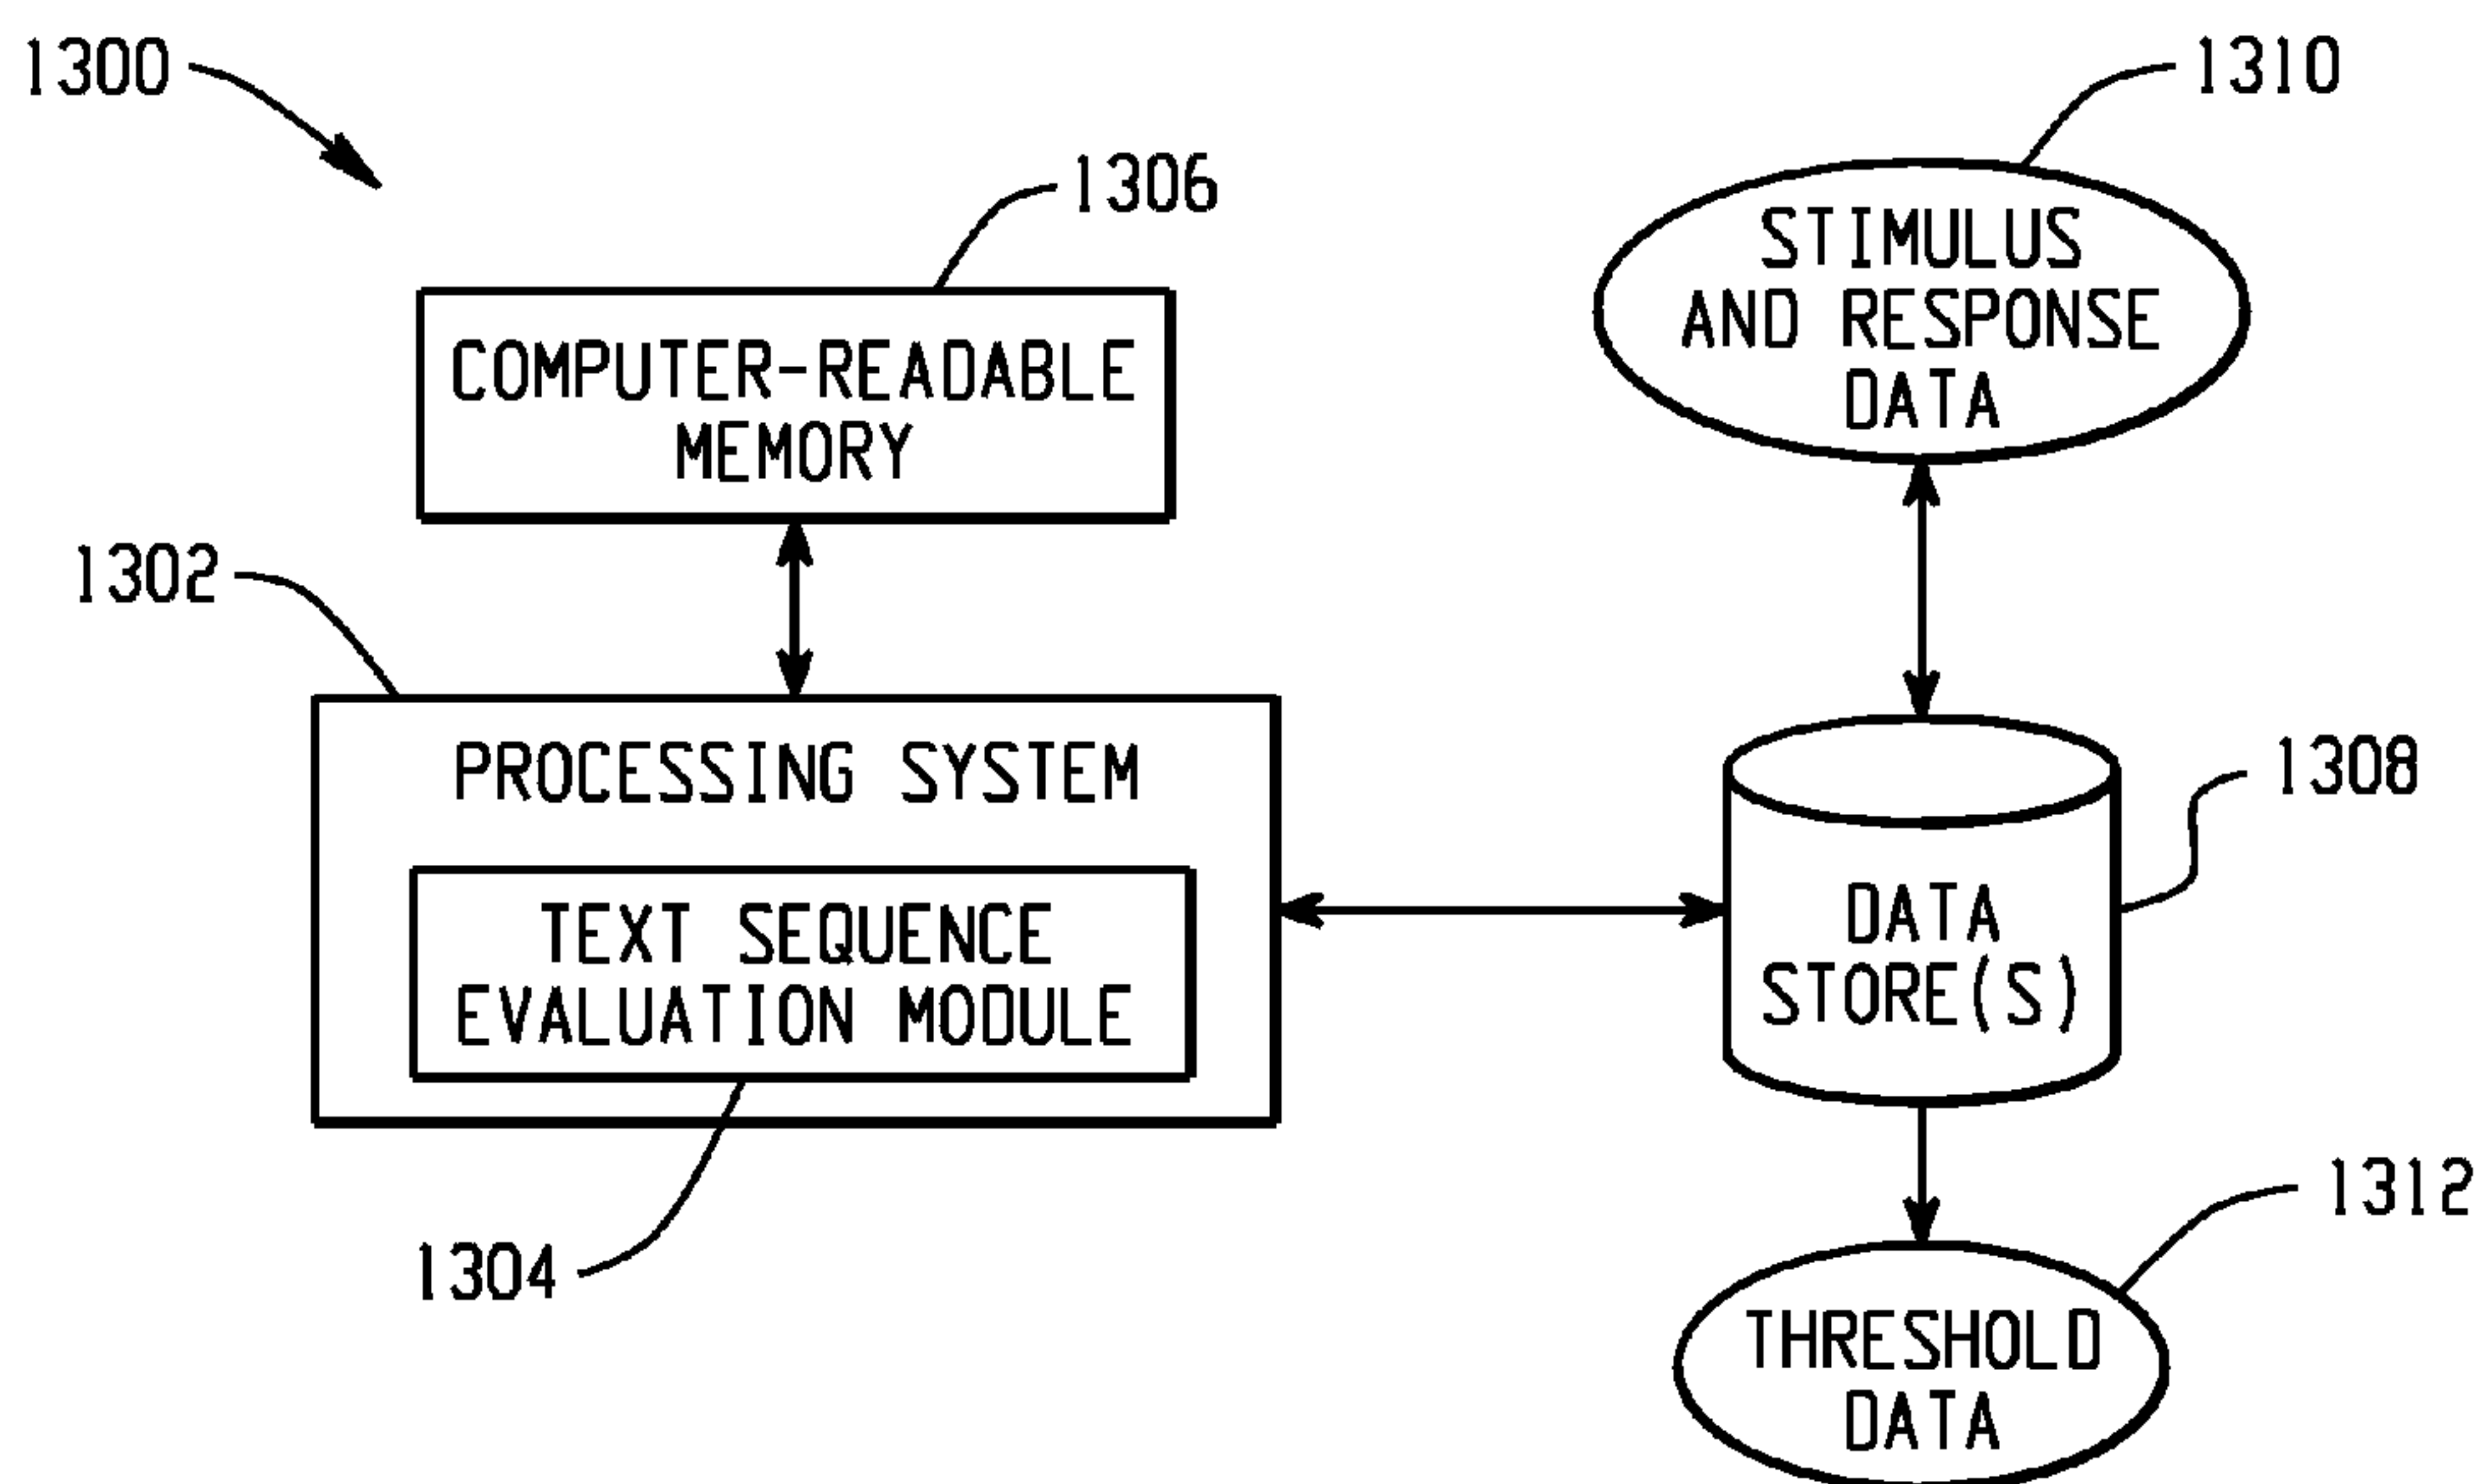 1300
1310
1306
STIMULUS
AND RESPONSE
DATA
COMPUTER-READABLE
MEMORY
1302
PROCESSING SYSTEM
1308
TEXT SEQUENCE
EVALUATION MODULE
DATA
STORE(S)
1304
1312
THRESHOLD
DATA